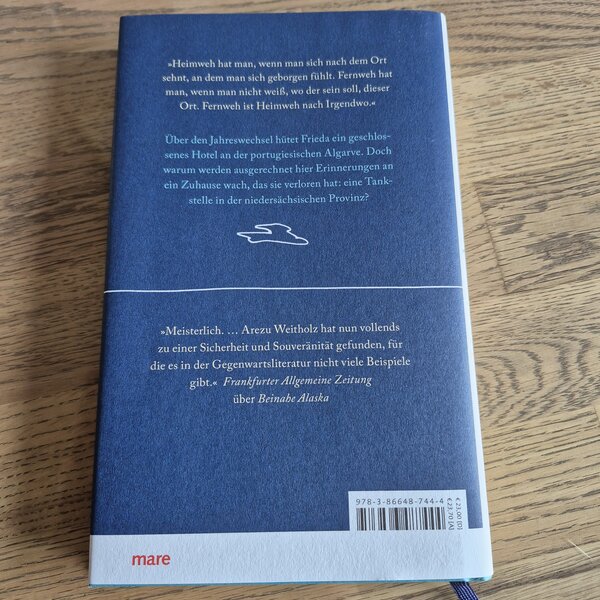 »Heimweh hat man, wenn man sich nach dem Ort
sehnt, an dem man sich geborgen fühlt. Fernweh hat
man, wenn man nicht weiß, wo der sein soll, dieser
Ort. Fernweh ist Heimweh nach Irgendwo.«
Über den Jahreswechsel hütet Frieda ein geschlos-
senes Hotel an der portugiesischen Algarve. Doch
warum werden ausgerechnet hier Erinnerungen an
ein Zuhause wach, das sie verloren hat: eine Tank-
stelle in der niedersächsischen Provinz?
»Meisterlich. … Arezu Weitholz hat nun vollends
zu einer Sicherheit und Souveränität gefunden, für
die es in der Gegenwartsliteratur nicht viele Beispiele
gibt.« Frankfurter Allgemeine Zeitung
über Beinahe Alaska
978-3-86648-744-4
€ 23,00 [D]
€ 23,70 [A]
mare